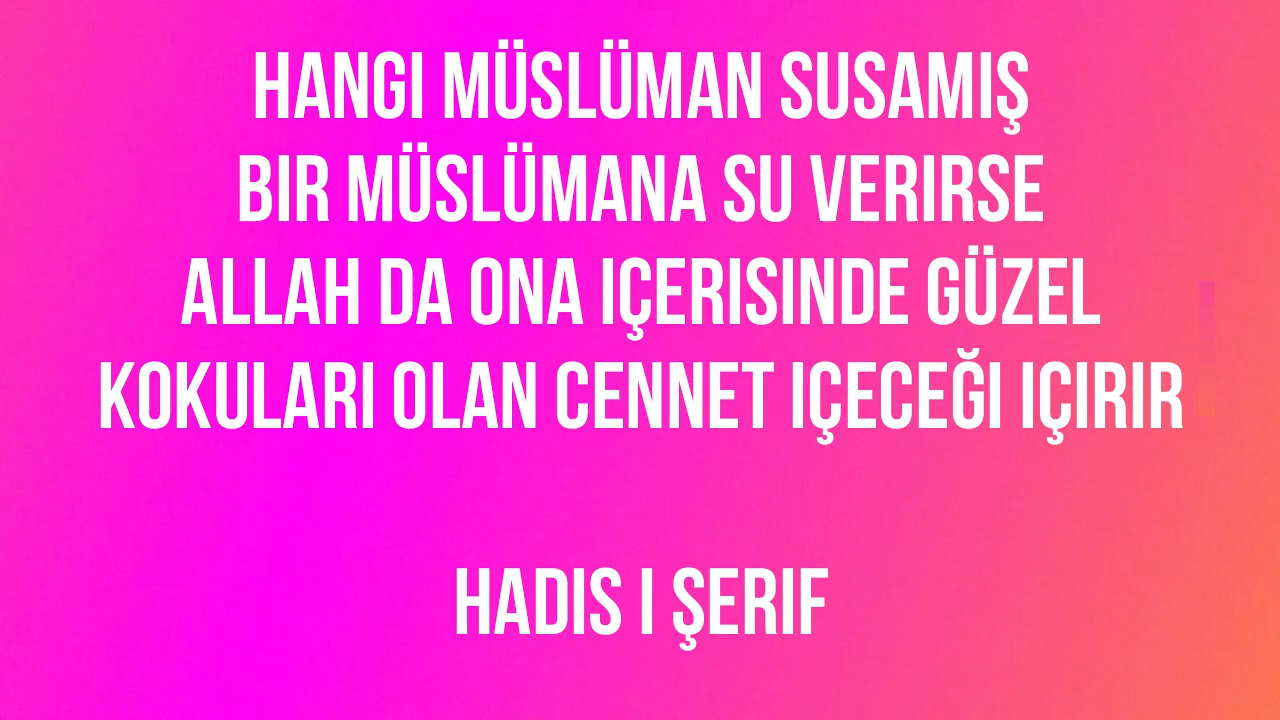 HANGI MÜSLÜMAN SUSAMIŞ
BIR MÜSLÜMANA SU VERIRSE
ALLAH DA ONA IÇERISINDE GÜZEL
KOKULARI OLAN CENNET IÇECEĞI IÇIRIR
HADIS I ŞERIF